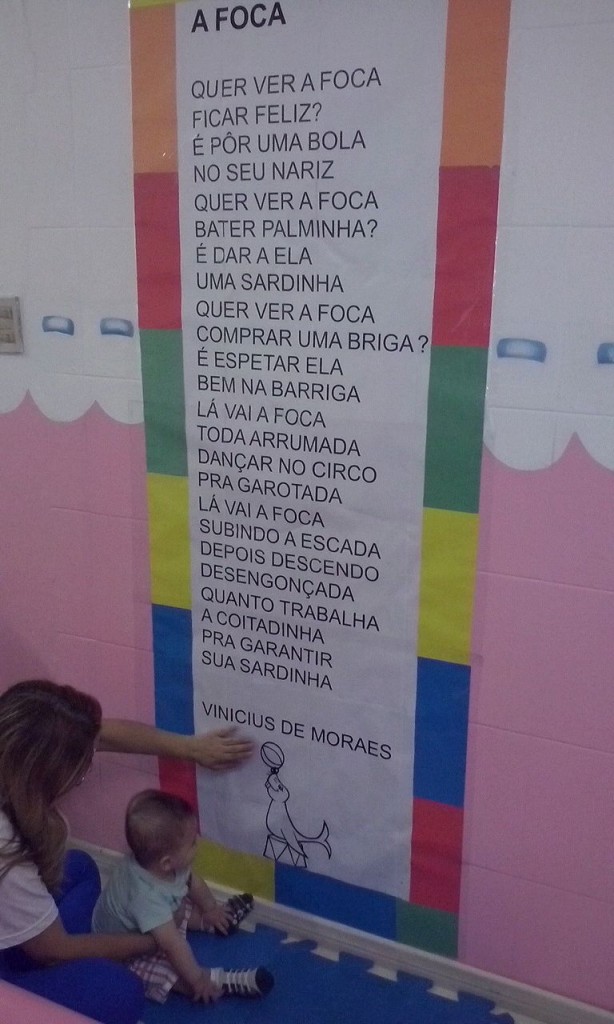 A FOCA
QUER VER A FOCA
FICAR FELIZ?
É PÔR UMA BOLA
NO SEU NARIZ
QUER VER A FOCA
BATER PALMINHA?
É DAR A ELA
UMA SARDINHA
QUER VER A FOCA
COMPRAR UMA BRIGA ?
É ESPETAR ELA
BEM NA BARRIGA
LÁ VAI A FOCA
TODA ARRUMADA
DANÇAR NO CIRCO
PRA GAROTADA
LÁ VAI A FOCA
SUBINDO A ESCADA
DEPOIS DESCENDO
DESENGONÇADA
QUANTO TRABALHA
A COITADINHA
PRA GARANTIR
SUA SARDINHA
VINICIUS DE MORAES